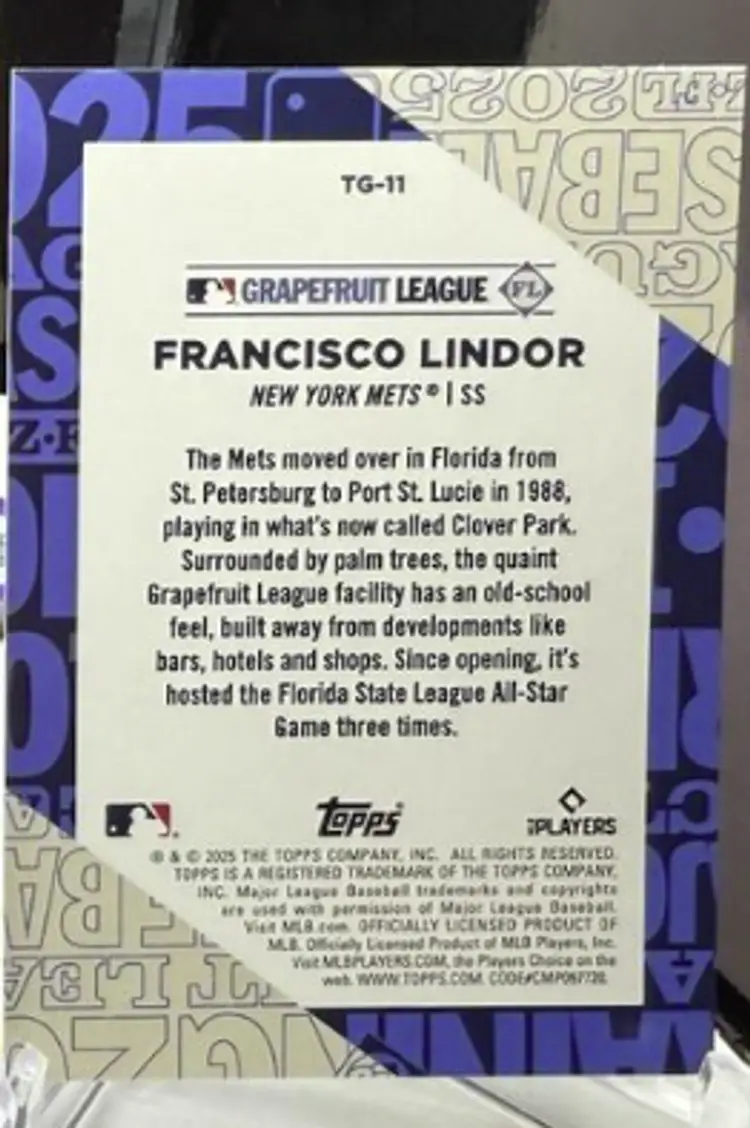 TG-11
GRAPEFRUIT LEAGUE FL
FRANCISCO LINDOR
NEW YORK METS® | SS
The Mets moved over in Florida from
St. Petersburg to Port St. Lucie in 1988,
playing in what's now called Clover Park.
Surrounded by palm trees, the quaint
Grapefruit League facility has an old-school
feel, built away from developments like
bars, hotels and shops. Since opening, it's
hosted the Florida State League All-Star
Game three times.
Topps®
PLAYERS
® & © 2025 THE TOPPS COMPANY, INC. ALL RIGHTS RESERVED.
TOPPS IS A REGISTERED TRADEMARK OF THE TOPPS COMPANY,
INC. Major League Baseball trademarks and copyrights
are used with permission of Major League Baseball.
Visit MLB.com. OFFICIALLY LICENSED PRODUCT OF
MLB. Officially Licensed Product of MLB Players, Inc.
Visit MLBPLAYERS.COM, the Players Choice on the
web. WWW.TOPPS.COM. CODE#CMP067728